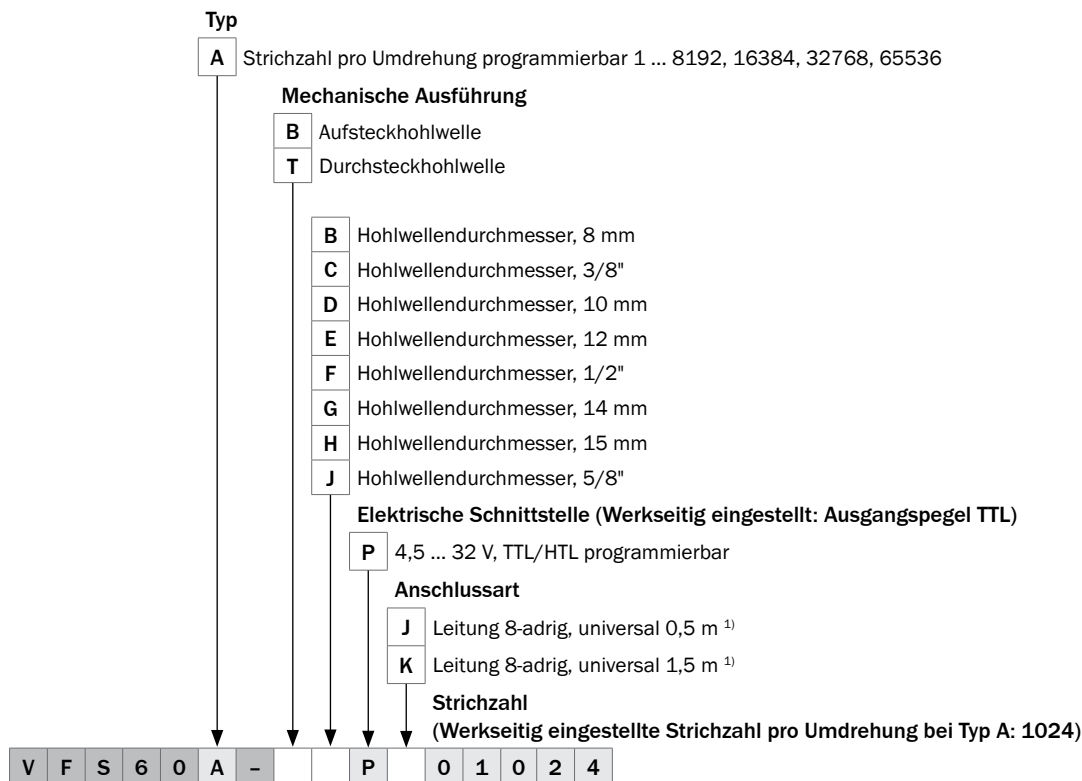 Typ
A Strichzahl pro Umdrehung programmierbar 1 ... 8192, 16384, 32768, 65536
Mechanische Ausführung
B Aufsteckhohlwelle
T Durchsteckhohlwelle
B Hohlwellendurchmesser, 8 mm
C Hohlwellendurchmesser, 3/8"
D Hohlwellendurchmesser, 10 mm
E Hohlwellendurchmesser, 12 mm
F Hohlwellendurchmesser, 1/2"
G Hohlwellendurchmesser, 14 mm
H Hohlwellendurchmesser, 15 mm
J Hohlwellendurchmesser, 5/8"
Elektrische Schnittstelle (Werkseitig eingestellt: Ausgangspegel TTL)
P 4,5 ... 32 V, TTL/HTL programmierbar
Anschlussart
J Leitung 8-adrig, universal 0,5 m 1)
K Leitung 8-adrig, universal 1,5 m 1)
Strichzahl
(Werkseitig eingestellte Strichzahl pro Umdrehung bei Typ A: 1024)
V F S 6 0 A – P 0 1 0 2 4